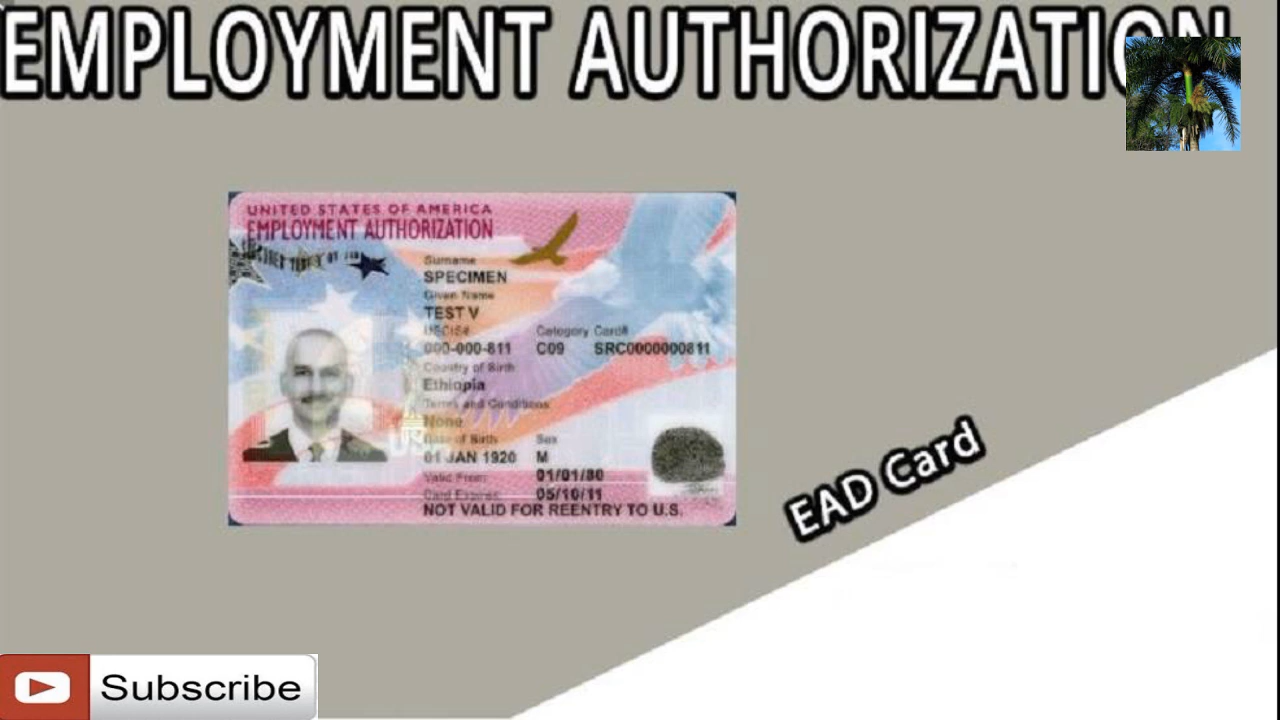 EMPLOYMENT AUTHORIZATION
UNITED STATES OF AMERICA
EMPLOYMENT AUTHORIZATION
Surname
SPECIMEN
Given Name
TEST V
USCIS# Category Card#
000-000-811 C09 SRC0000000811
Country of Birth
Ethiopia
Terms and Conditions
None
Date of Birth Sex
01 JAN 1920 M
Valid From: 01/01/80
Card Expires: 05/10/11
NOT VALID FOR REENTRY TO U.S.
EAD Card
Subscribe